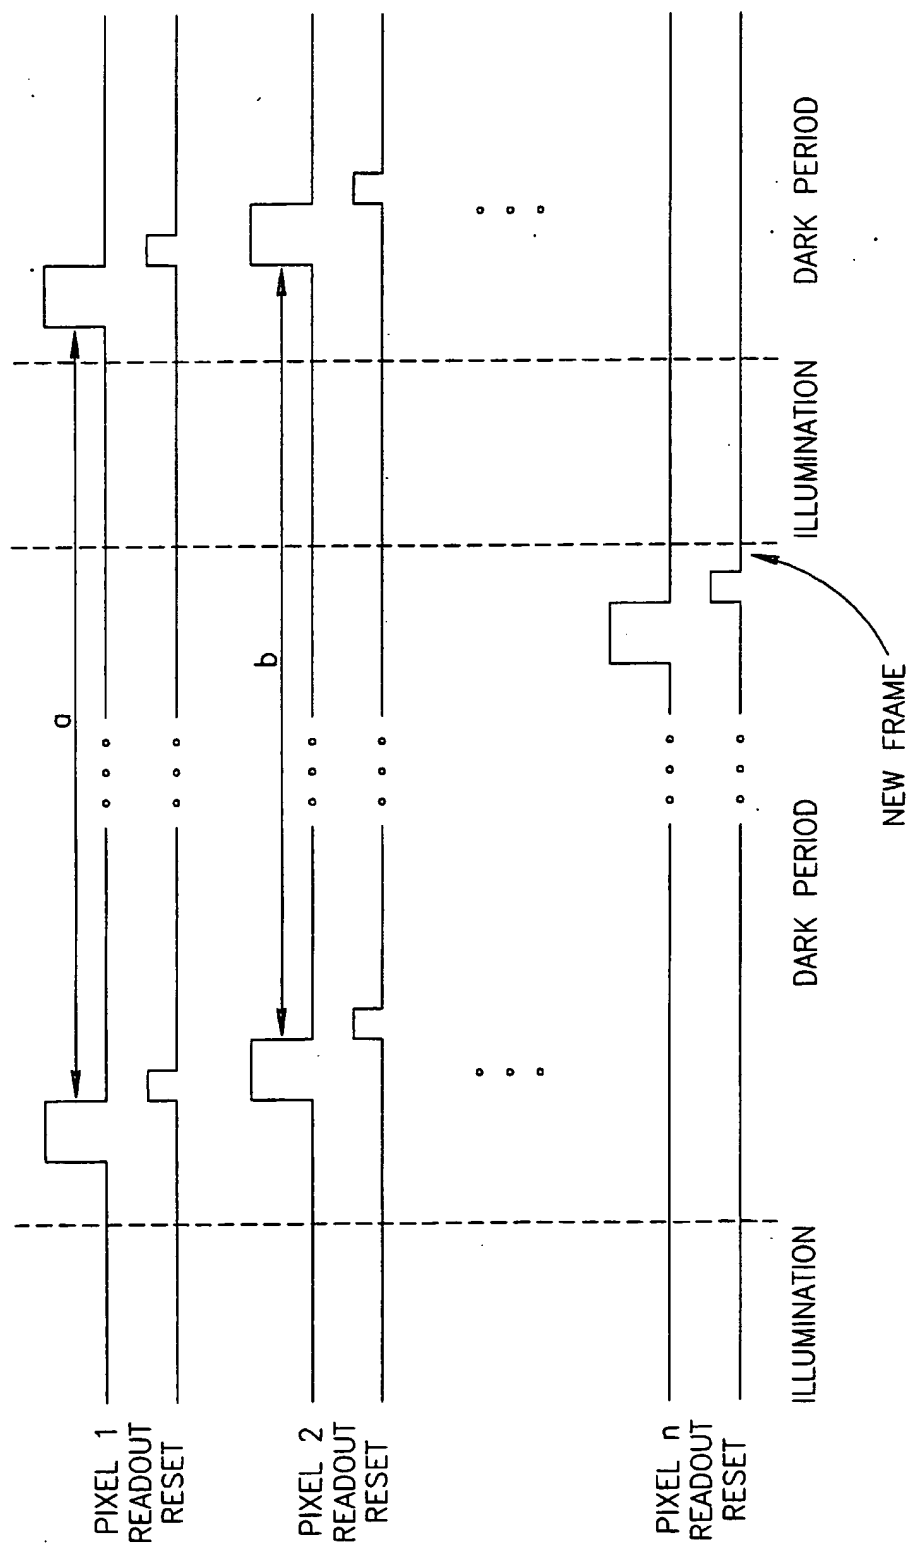 PIXEL 1
READOUT
RESET
a
PIXEL 2
READOUT
RESET
b
PIXEL n
READOUT
RESET
ILLUMINATION
DARK PERIOD
ILLUMINATION
DARK PERIOD
NEW FRAME